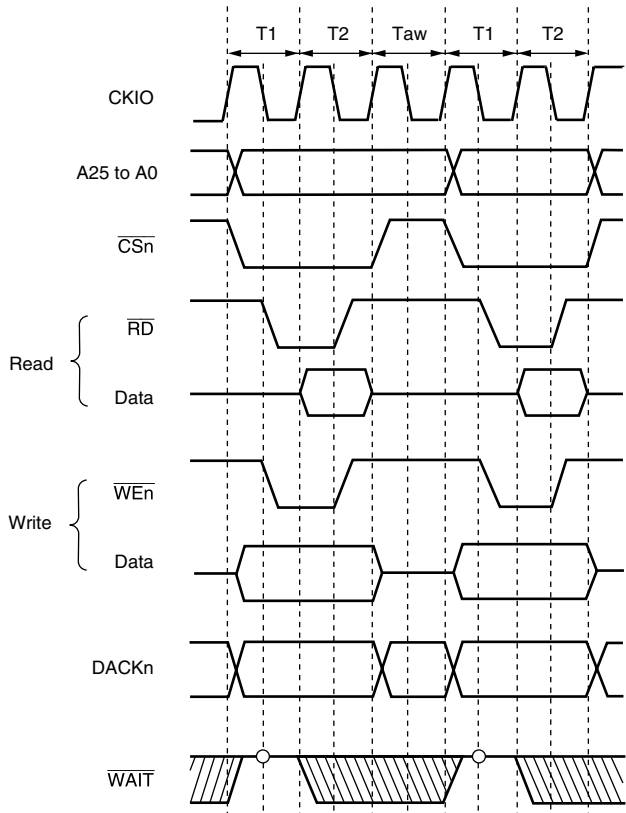 T1 T2 Taw T1 T2
CKIO
A25 to A0
CSn
RD
Read
Data
WEn
Write
Data
DACKn
WAIT